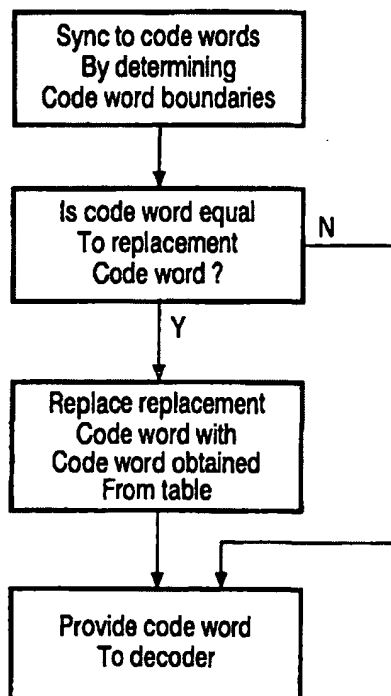 Sync to code words
By determining
Code word boundaries
Is code word equal
To replacement
Code word ?
N
Y
Replace replacement
Code word with
Code word obtained
From table
Provide code word
To decoder